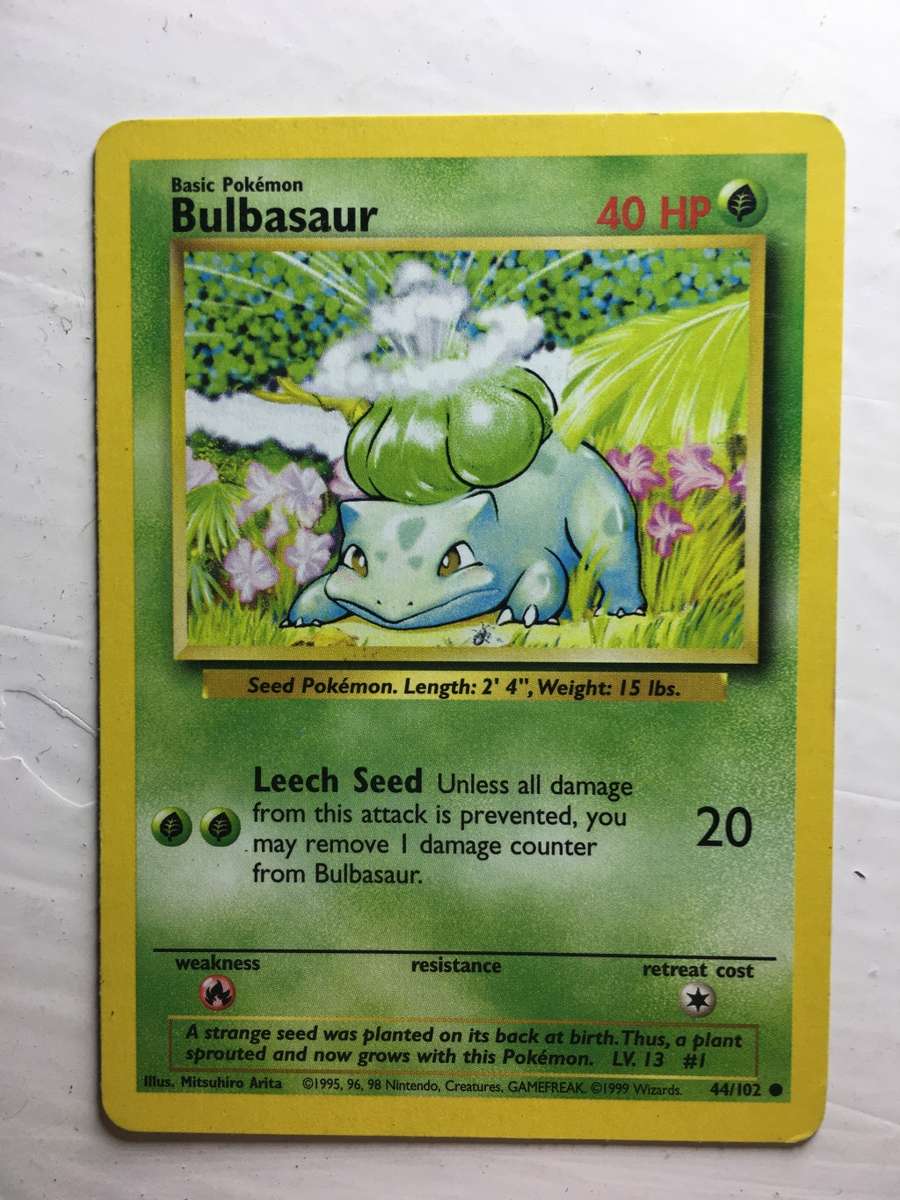 Basic Pokémon
Bulbasaur 40 HP
Seed Pokémon. Length: 2' 4", Weight: 15 lbs.
Leech Seed Unless all damage
from this attack is prevented, you
may remove 1 damage counter
from Bulbasaur.
20
weakness resistance retreat cost
A strange seed was planted on its back at birth. Thus, a plant
sprouted and now grows with this Pokémon. LV. 13 #1
Illus. Mitsuhiro Arita ©1995, 96, 98 Nintendo, Creatures, GAMEFREAK. ©1999 Wizards. 44/102